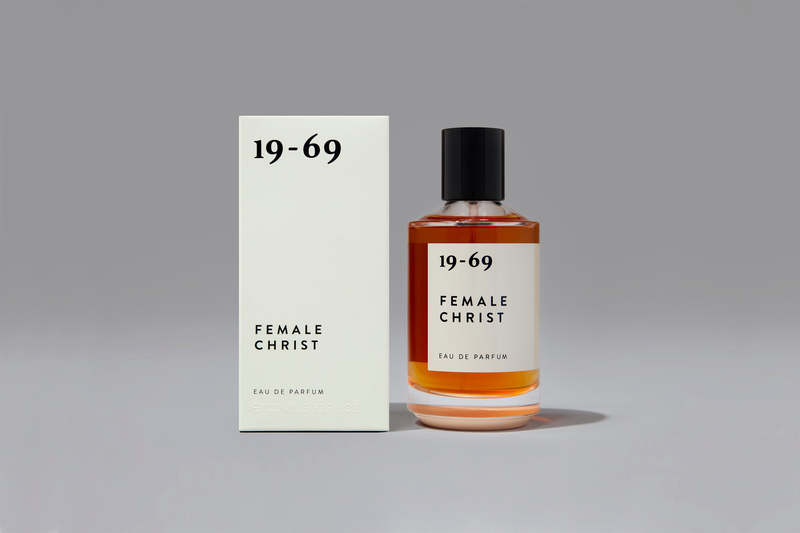 19-69
FEMALE
CHRIST
EAU DE PARFUM
19-69
FEMALE
CHRIST
EAU DE PARFUM